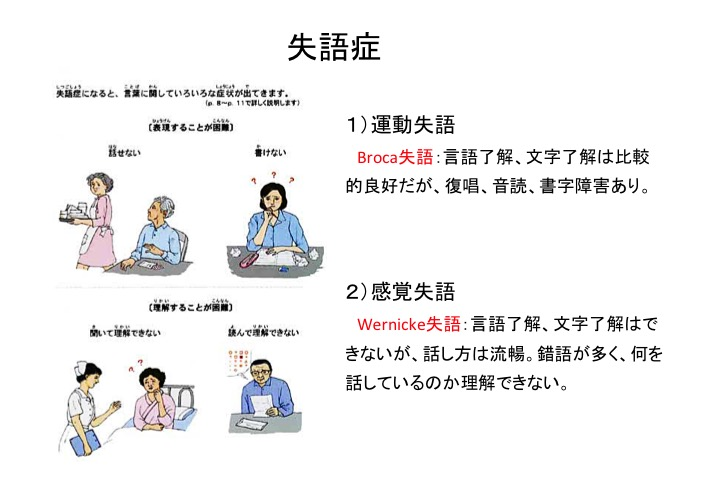 失語症
失語症になると、言葉に関していろいろな症状が出てきます。
（p. 8〜p. 11で詳しく説明します）
〔表現することが困難〕
話せない
書けない
〔理解することが困難〕
聞いて理解できない
読んで理解できない
１）運動失語
Broca失語：言語了解、文字了解は比較
的良好だが、復唱、音読、書字障害あり。
２）感覚失語
Wernicke失語：言語了解、文字了解はで
きないが、話し方は流暢。錯語が多く、何を
話しているのか理解できない。